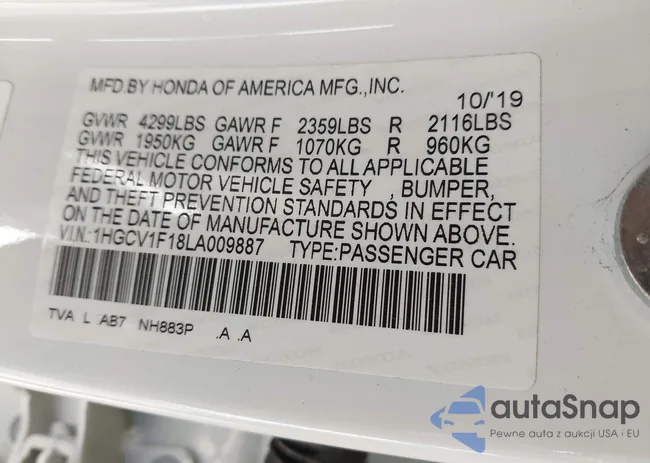 MFD.BY HONDA OF AMERICA MFG.,INC.
10/'19
GVWR 4299LBS GAWR F 2359LBS R 2116LBS
GVWR 1950KG GAWR F 1070KG R 960KG
THIS VEHICLE CONFORMS TO ALL APPLICABLE
FEDERAL MOTOR VEHICLE SAFETY , BUMPER,
AND THEFT PREVENTION STANDARDS IN EFFECT
ON THE DATE OF MANUFACTURE SHOWN ABOVE.
V.I.N.:1HGCV1F18LA009887 TYPE:PASSENGER CAR
TVA L AB7 NH883P .A .A
autoSnap
Pewne auta z aukcji USA i EU